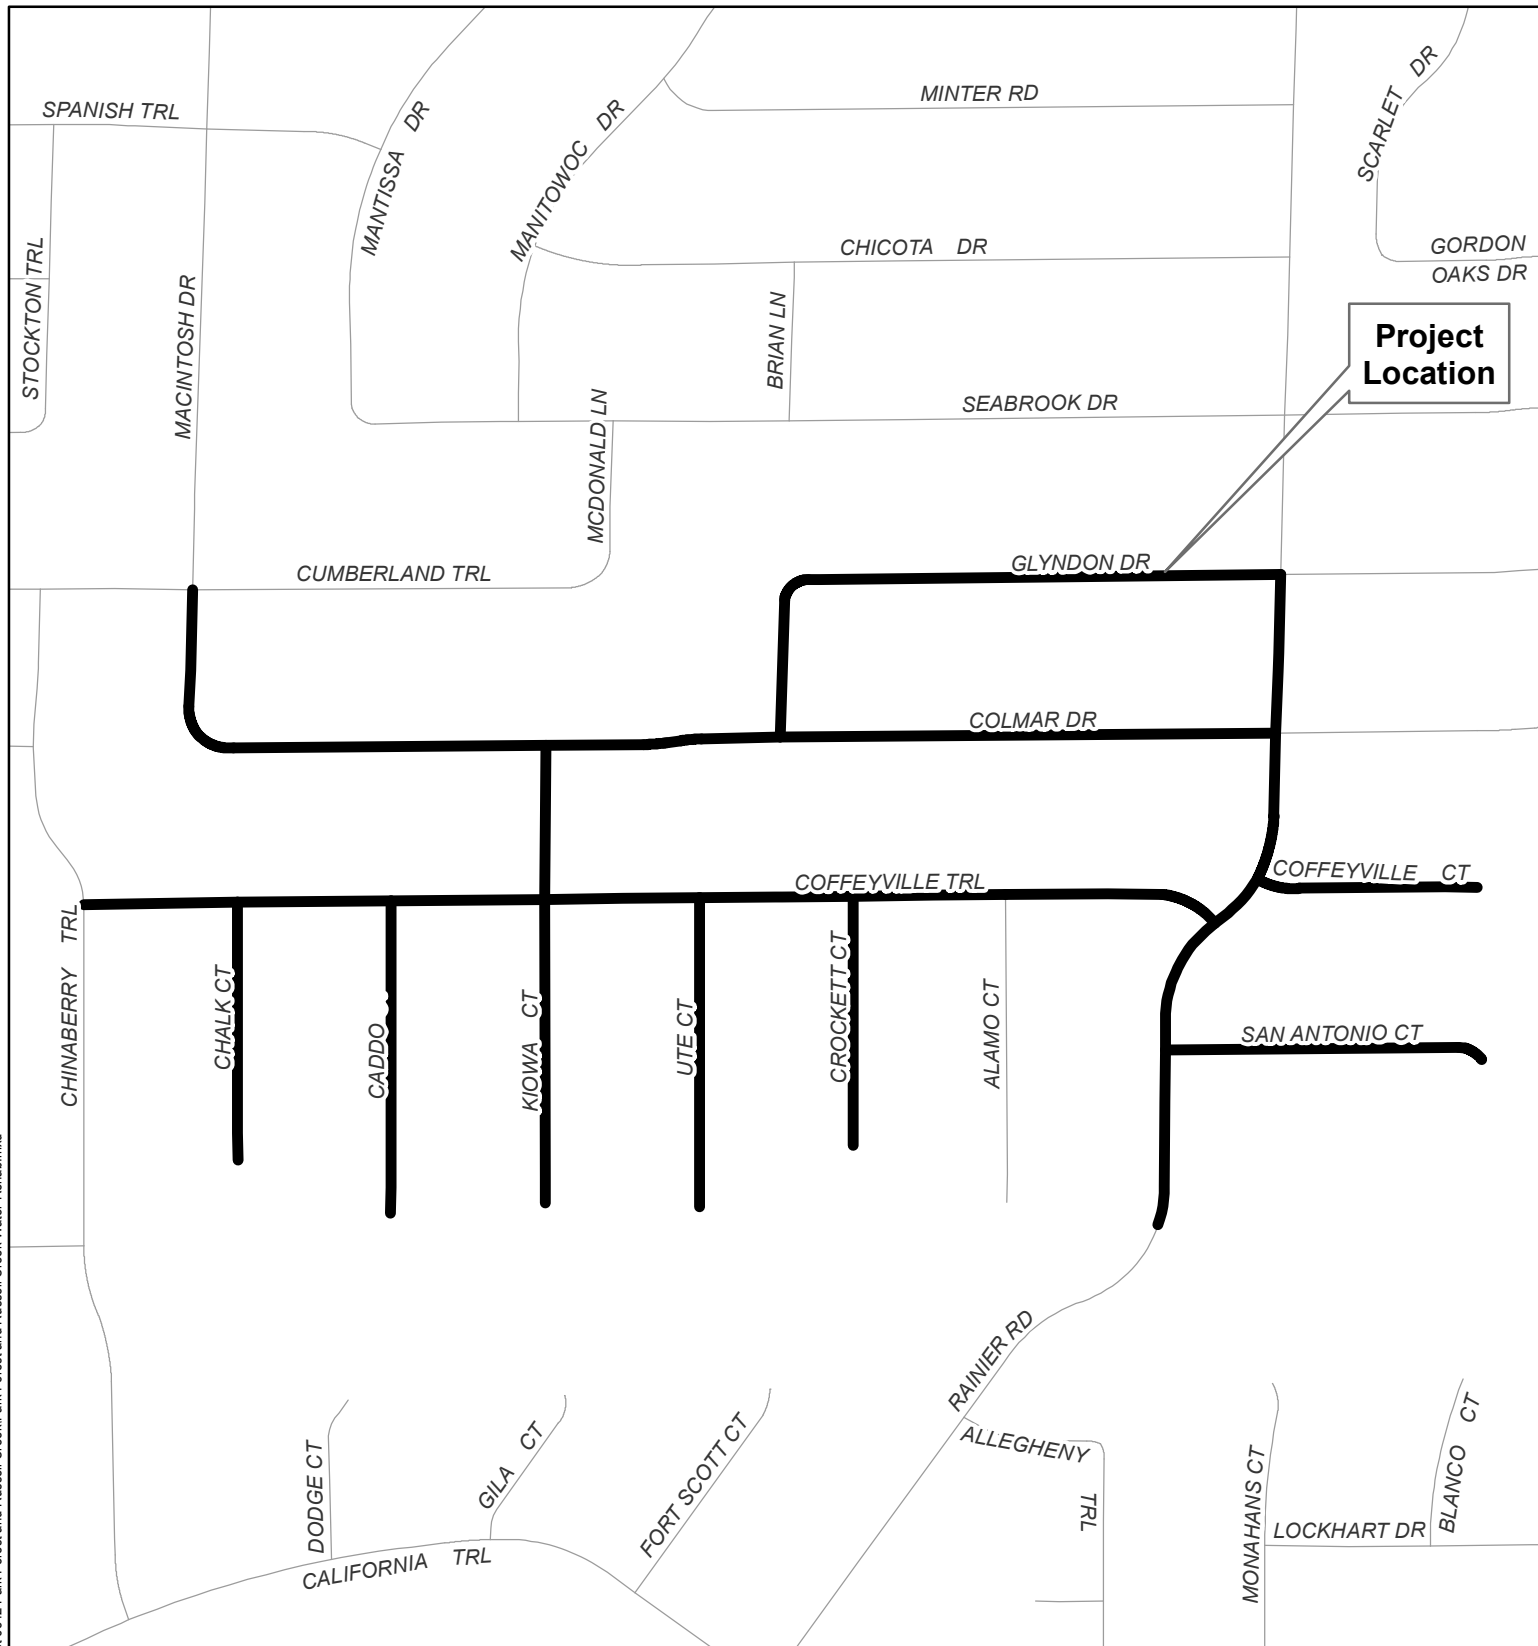 SPANISH TRL
MANTISSA DR
MANITOWOC DR
MINTER RD
SCARLET DR
STOCKTON TRL
MACINTOSH DR
CHICOTA DR
BRIAN LN
GORDON
OAKS DR
Project
Location
SEABROOK DR
MCDONALD LN
CUMBERLAND TRL
GLYNDON DR
COLMAR DR
COFFEYVILLE TRL
COFFEYVILLE CT
CHINABERRY TRL
CHALK CT
CADDO
KIOWA CT
UTE CT
CROCKETT CT
ALAMO CT
SAN ANTONIO CT
RAINIER RD
ALLEGHENY
TRL
DODGE CT
GILA CT
FORT SCOTT CT
CALIFORNIA TRL
MONAHANS CT
LOCKHART DR
BLANCO CT